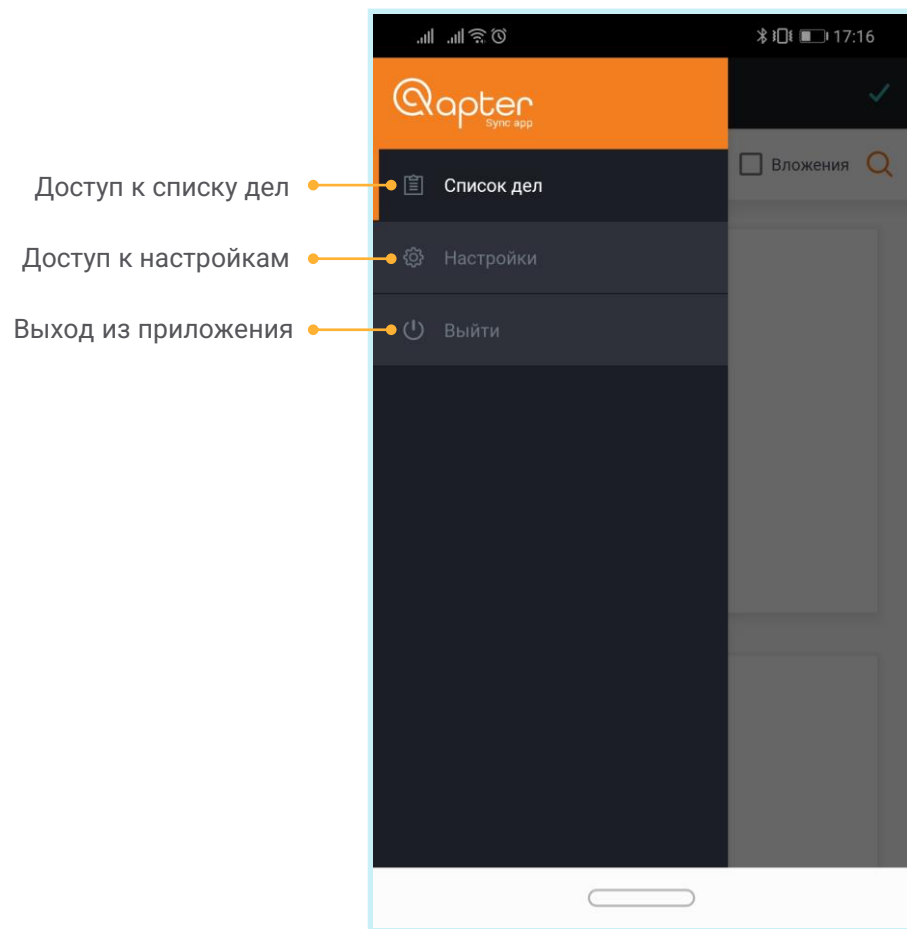 17:16
Qapter
Sync app
Вложения
Доступ к списку дел
Список дел
Доступ к настройкам
Настройки
Выход из приложения
Выйти